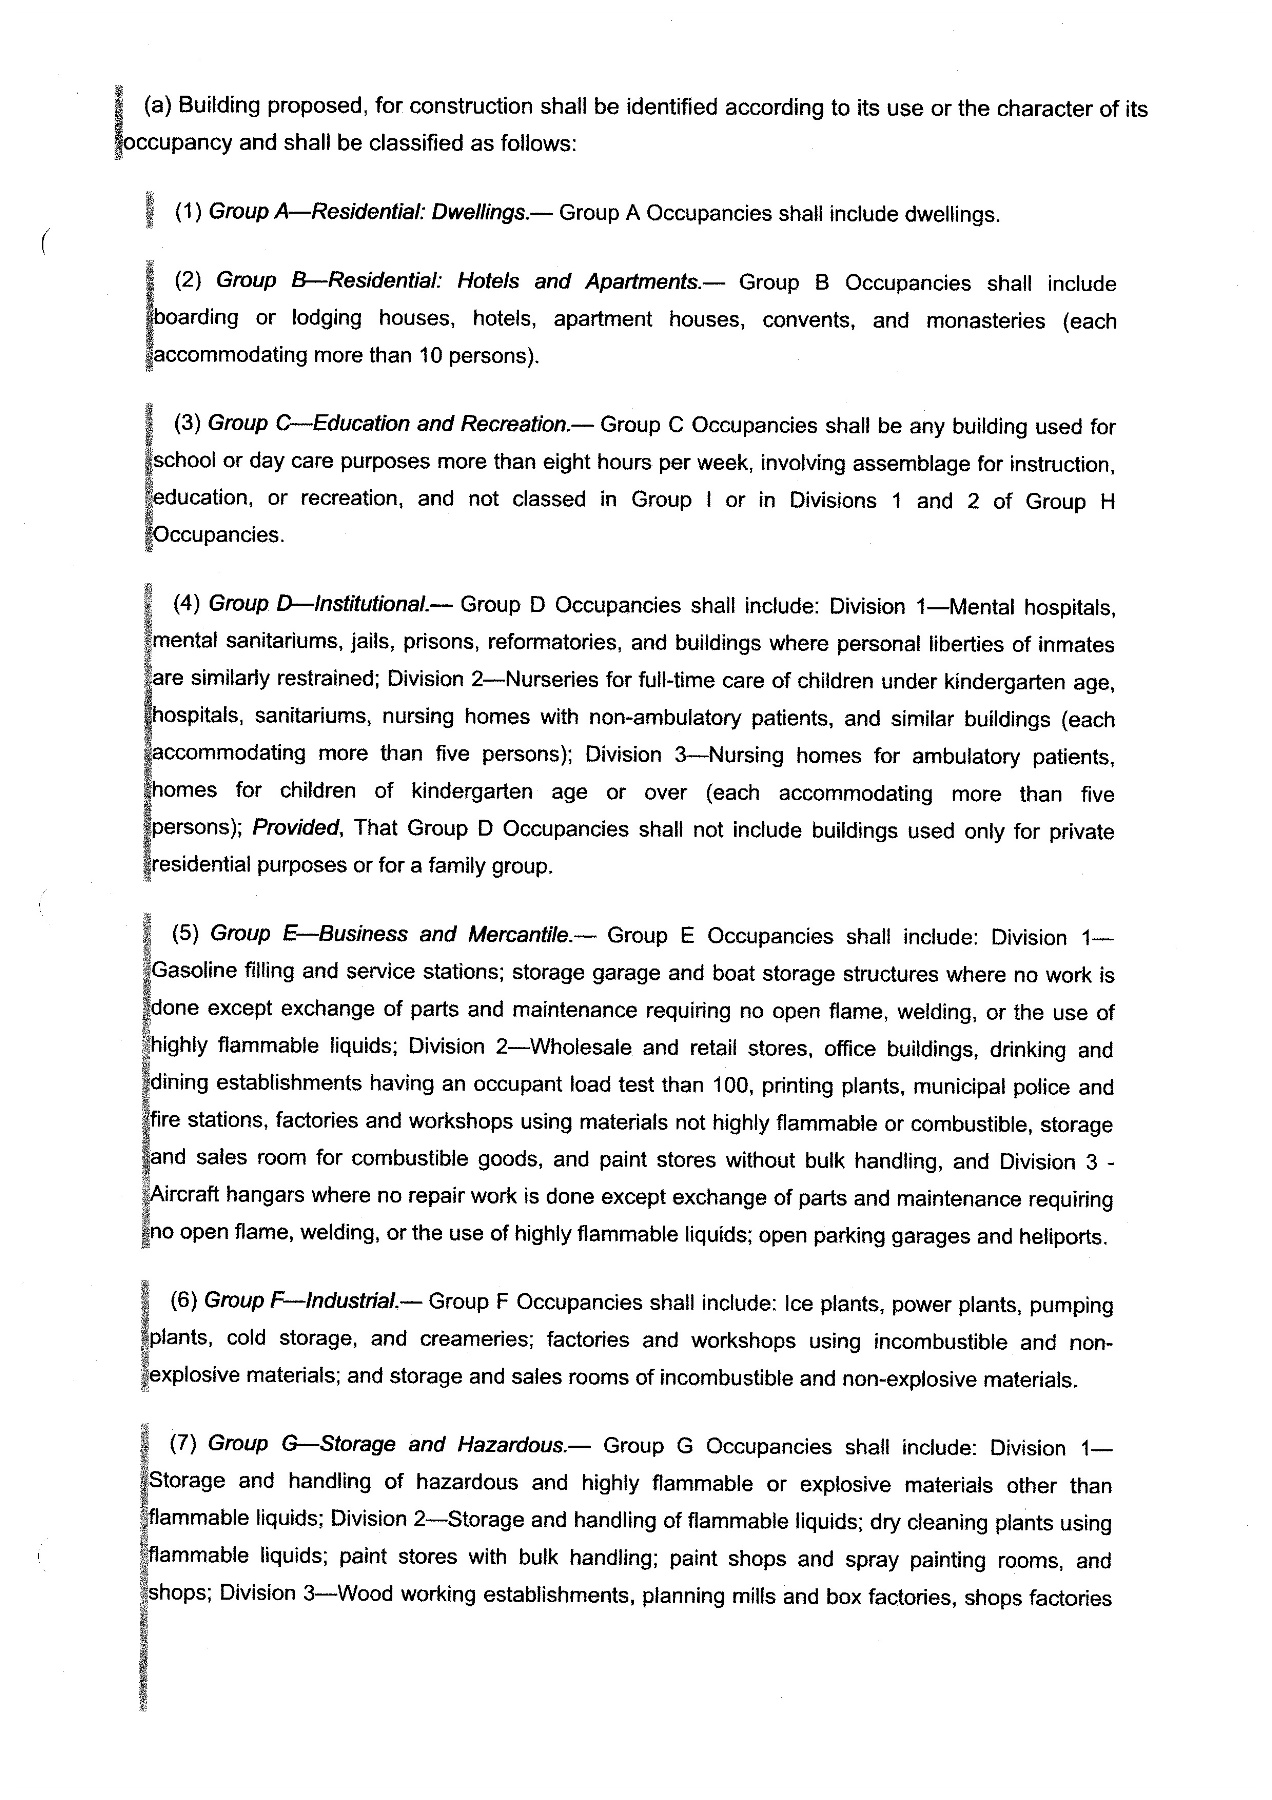 (a) Building proposed, for construction shall be identified according to its use or the character of its
occupancy and shall be classified as follows:
(1) Group A—Residential: Dwellings.— Group A Occupancies shall include dwellings.
(2) Group B—Residential: Hotels and Apartments.— Group B Occupancies shall include
boarding or lodging houses, hotels, apartment houses, convents, and monasteries (each
accommodating more than 10 persons).
(3) Group C—Education and Recreation.— Group C Occupancies shall be any building used for
school or day care purposes more than eight hours per week, involving assemblage for instruction,
education, or recreation, and not classed in Group I or in Divisions 1 and 2 of Group H
Occupancies.
(4) Group D—Institutional.— Group D Occupancies shall include: Division 1—Mental hospitals,
mental sanitariums, jails, prisons, reformatories, and buildings where personal liberties of inmates
are similarly restrained; Division 2—Nurseries for full-time care of children under kindergarten age,
hospitals, sanitariums, nursing homes with non-ambulatory patients, and similar buildings (each
accommodating more than five persons); Division 3—Nursing homes for ambulatory patients,
homes for children of kindergarten age or over (each accommodating more than five
persons); Provided, That Group D Occupancies shall not include buildings used only for private
residential purposes or for a family group.
(5) Group E—Business and Mercantile.— Group E Occupancies shall include: Division 1—
Gasoline filling and service stations; storage garage and boat storage structures where no work is
done except exchange of parts and maintenance requiring no open flame, welding, or the use of
highly flammable liquids; Division 2—Wholesale and retail stores, office buildings, drinking and
dining establishments having an occupant load test than 100, printing plants, municipal police and
fire stations, factories and workshops using materials not highly flammable or combustible, storage
and sales room for combustible goods, and paint stores without bulk handling, and Division 3 -
Aircraft hangars where no repair work is done except exchange of parts and maintenance requiring
no open flame, welding, or the use of highly flammable liquids; open parking garages and heliports.
(6) Group F—Industrial.— Group F Occupancies shall include: Ice plants, power plants, pumping
plants, cold storage, and creameries; factories and workshops using incombustible and non-
explosive materials; and storage and sales rooms of incombustible and non-explosive materials.
(7) Group G—Storage and Hazardous.— Group G Occupancies shall include: Division 1—
Storage and handling of hazardous and highly flammable or explosive materials other than
flammable liquids; Division 2—Storage and handling of flammable liquids; dry cleaning plants using
flammable liquids; paint stores with bulk handling; paint shops and spray painting rooms, and
shops; Division 3—Wood working establishments, planning mills and box factories, shops factories